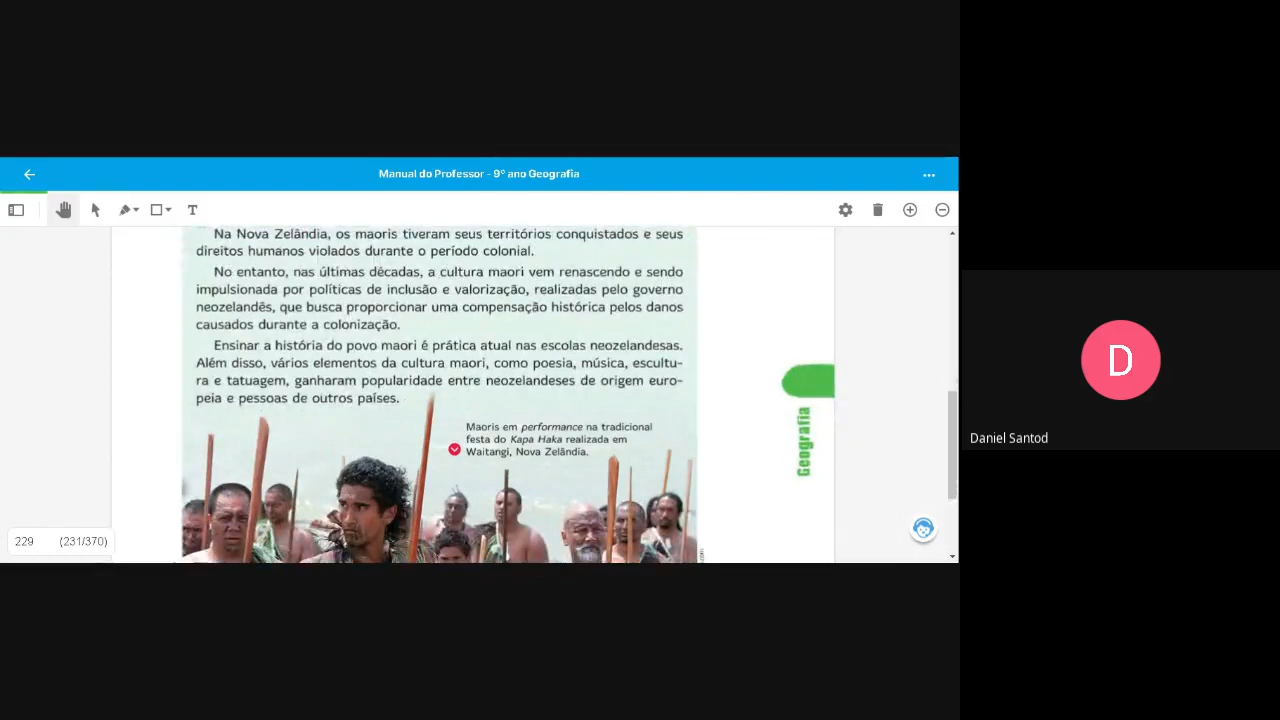 Manual do Professor - 9º ano Geografia
T
Na Nova Zelândia, os maoris tiveram seus territórios conquistados e seus
direitos humanos violados durante o período colonial.
No entanto, nas últimas décadas, a cultura maori vem renascendo e sendo
impulsionada por políticas de inclusão e valorização, realizadas pelo governo
neozelandês, que busca proporcionar uma compensação histórica pelos danos
causados durante a colonização.
Ensinar a história do povo maori é prática atual nas escolas neozelandesas.
Além disso, vários elementos da cultura maori, como poesia, música, escultu-
ra e tatuagem, ganharam popularidade entre neozelandeses de origem euro-
peia e pessoas de outros países.
Maoris em performance na tradicional
festa do Kapa Haka realizada em
Waitangi, Nova Zelândia.
Geografia
229 (231/370)
D
Daniel Santod